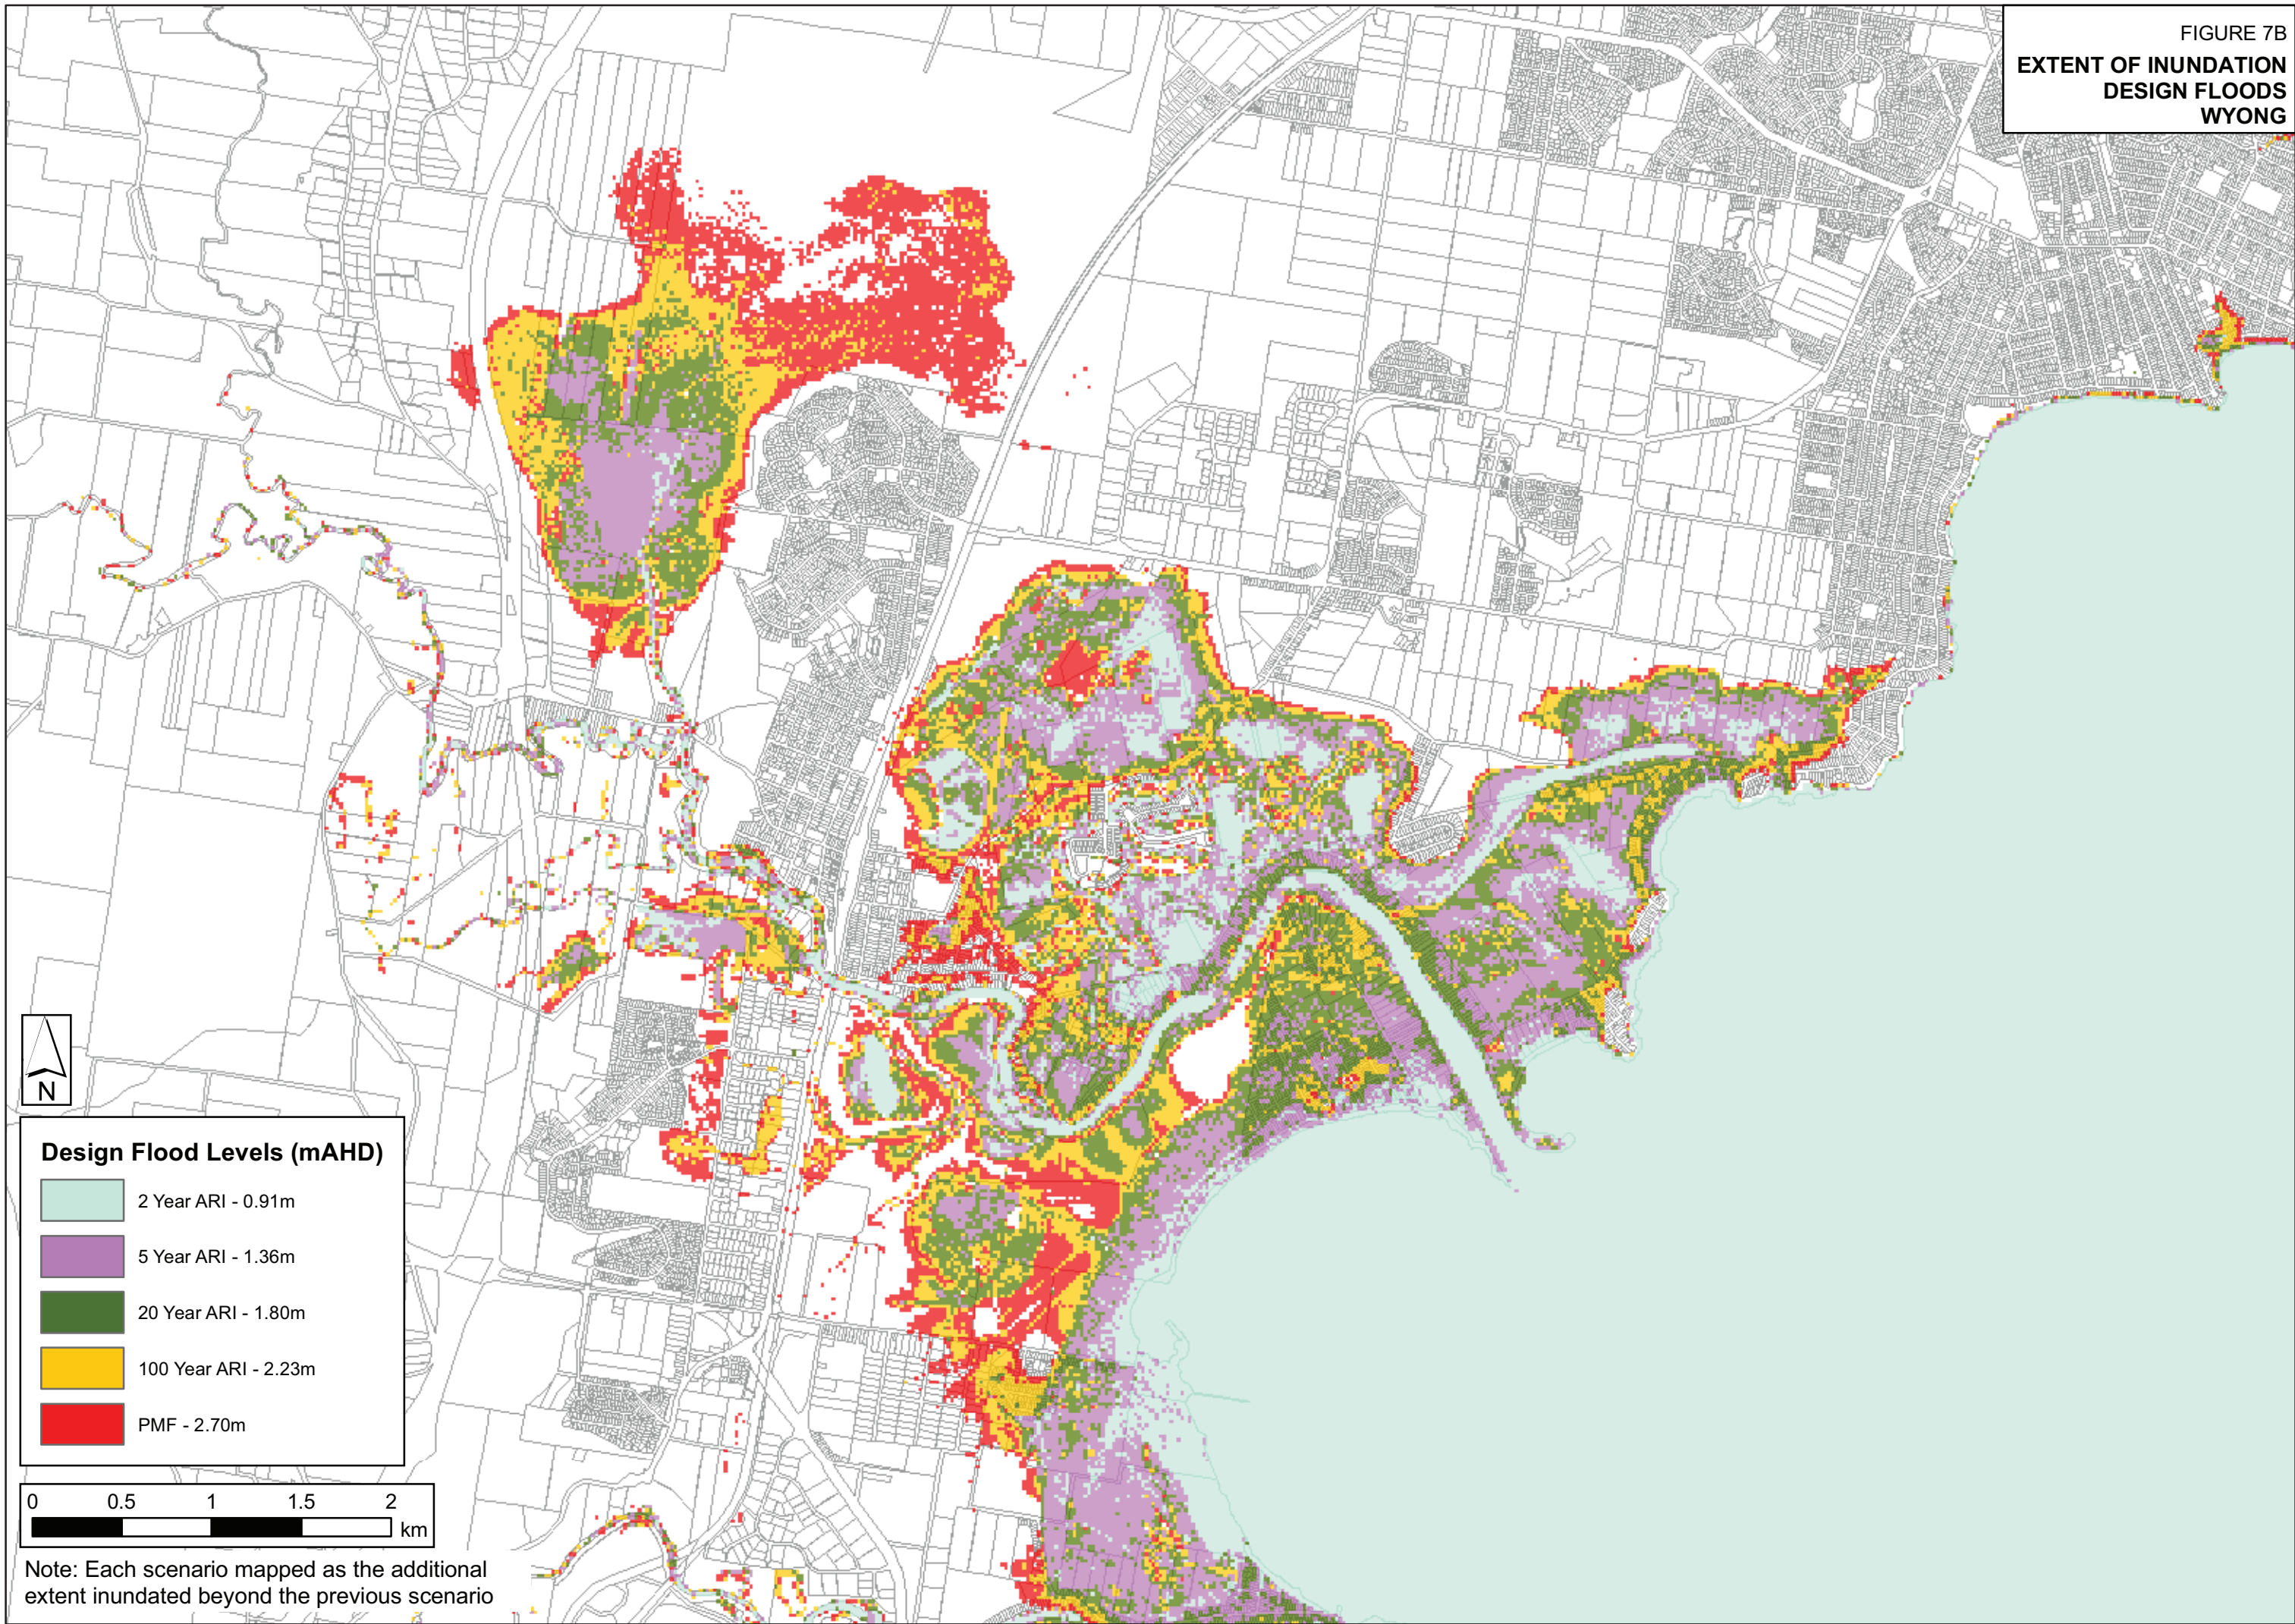 FIGURE 7B
EXTENT OF INUNDATION
DESIGN FLOODS
WYONG
N
Design Flood Levels (mAHD)
2 Year ARI - 0.91m
5 Year ARI - 1.36m
20 Year ARI - 1.80m
100 Year ARI - 2.23m
PMF - 2.70m
0 0.5 1 1.5 2
km
Note: Each scenario mapped as the additional
extent inundated beyond the previous scenario